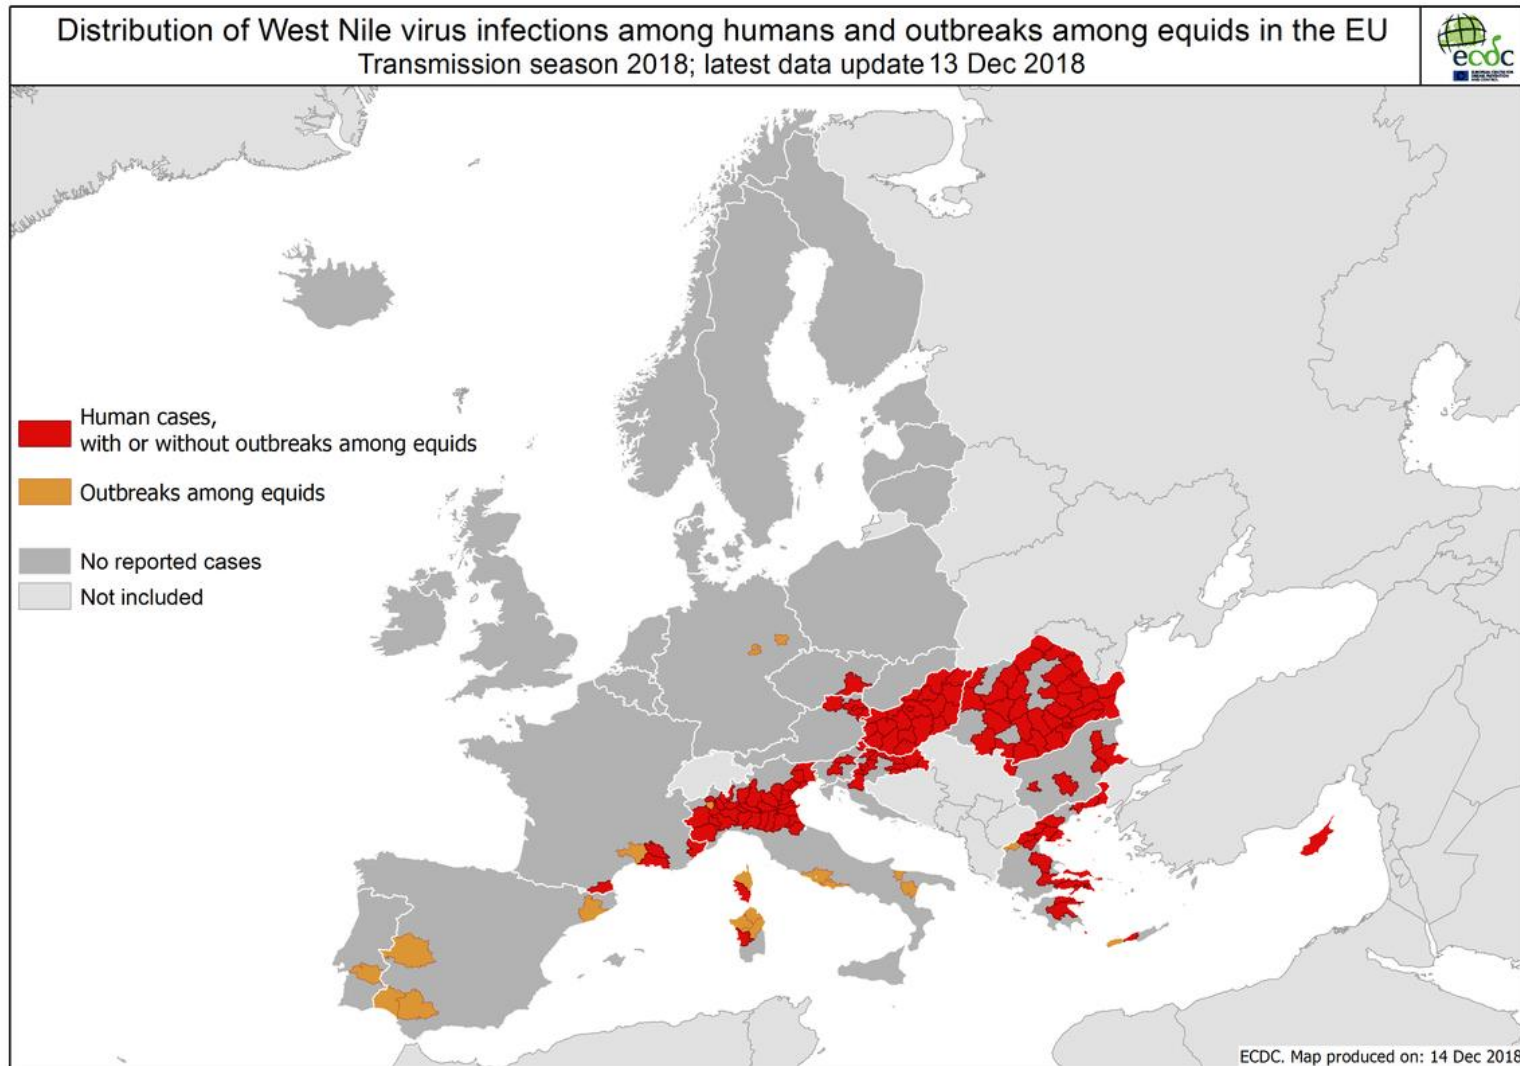 Distribution of West Nile virus infections among humans and outbreaks among equids in the EU
Transmission season 2018; latest data update 13 Dec 2018
ecdc
Human cases,
with or without outbreaks among equids
Outbreaks among equids
No reported cases
Not included
ECDC. Map produced on: 14 Dec 2018